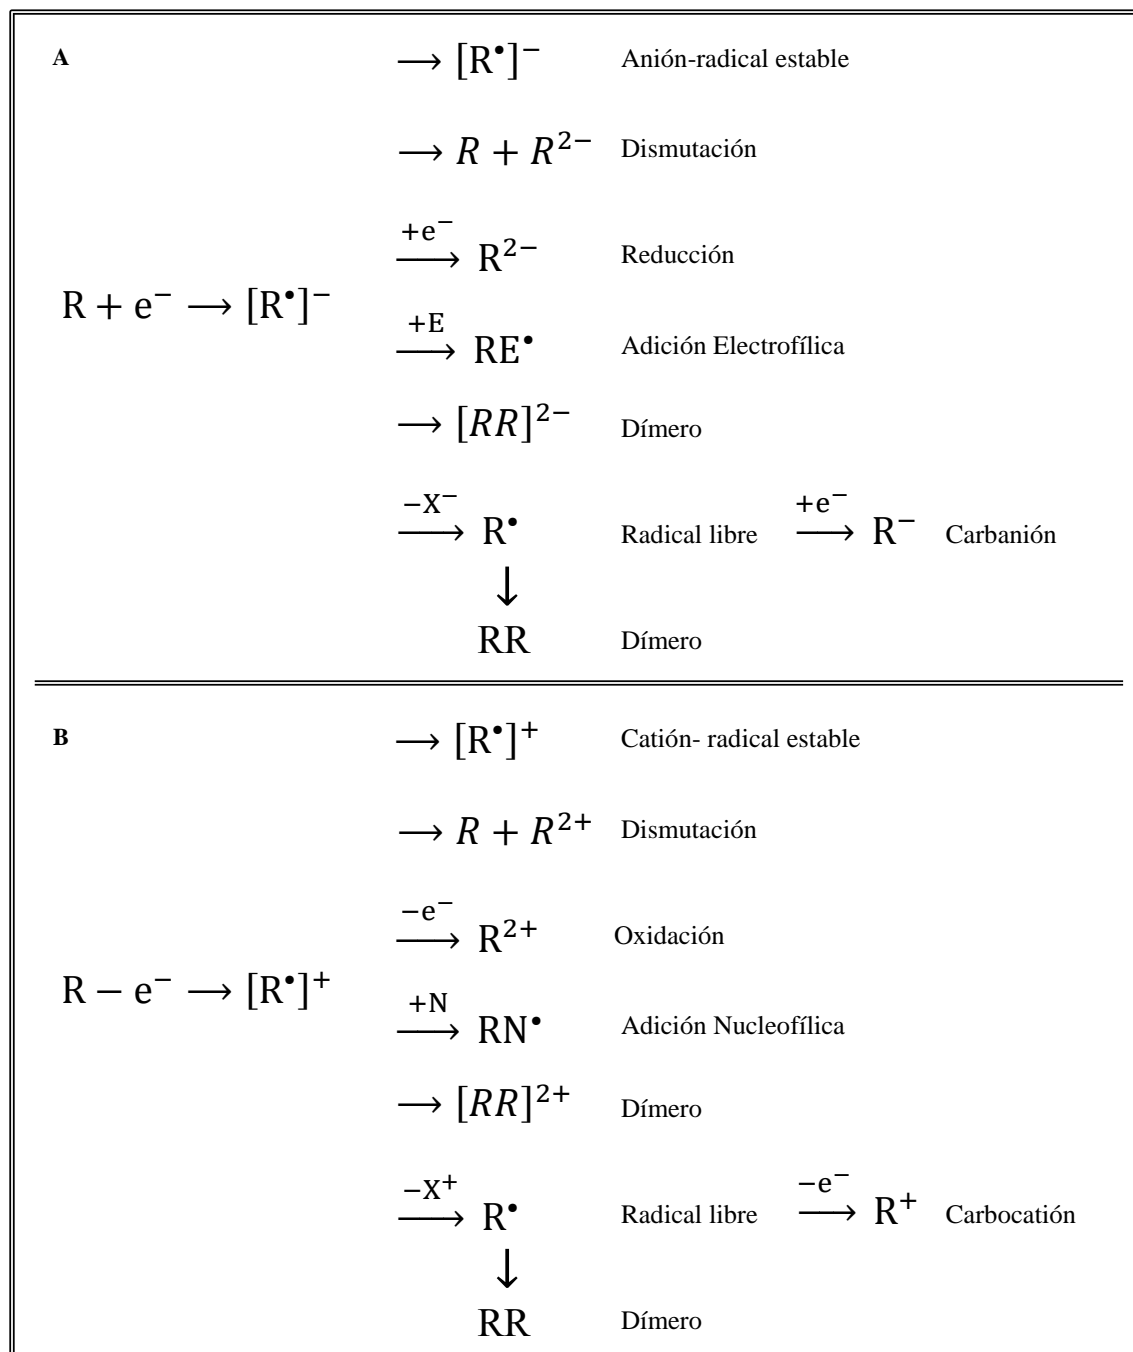 A
→ [R•]⁻ Anión-radical estable
→ R + R²⁻ Dismutación
+e⁻
→ R²⁻ Reducción
R + e⁻ → [R•]⁻
+E
→ RE• Adición Electrofílica
→ [RR]²⁻ Dímero
−X⁻ +e⁻
→ R• Radical libre → R⁻ Carbanión
↓
RR Dímero
B
→ [R•]⁺ Catión- radical estable
→ R + R²⁺ Dismutación
−e⁻
→ R²⁺ Oxidación
R − e⁻ → [R•]⁺
+N
→ RN• Adición Nucleofílica
→ [RR]²⁺ Dímero
−X⁺ −e⁻
→ R• Radical libre → R⁺ Carbocatión
↓
RR Dímero